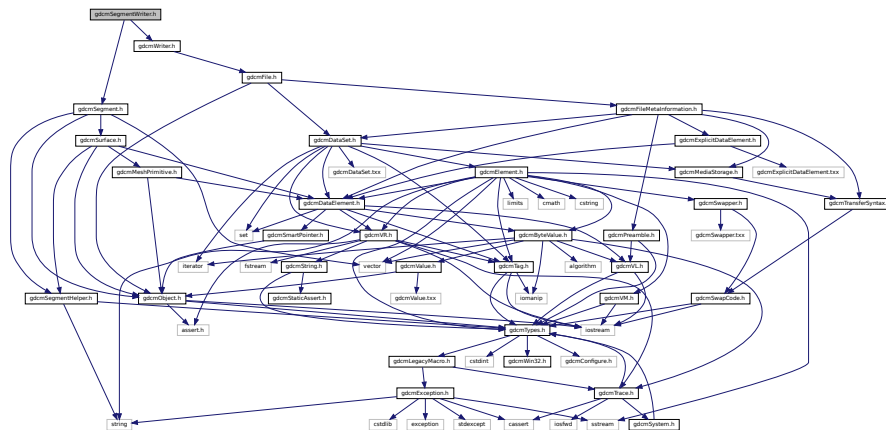 gdcmSegmentWriter.h
gdcmWriter.h
gdcmFile.h
gdcmSegment.h
gdcmFileMetaInformation.h
gdcmSurface.h
gdcmDataSet.h
gdcmExplicitDataElement.h
gdcmMeshPrimitive.h
gdcmDataSet.txx
gdcmElement.h
gdcmMediaStorage.h
gdcmExplicitDataElement.txx
gdcmDataElement.h
limits
cmath
cstring
gdcmSwapper.h
gdcmTransferSyntax.
set
gdcmSmartPointer.h
gdcmVR.h
gdcmByteValue.h
gdcmPreamble.h
gdcmSwapper.txx
iterator
fstream
gdcmString.h
vector
gdcmValue.h
gdcmTag.h
algorithm
gdcmVL.h
gdcmSegmentHelper.h
gdcmObject.h
gdcmStaticAssert.h
gdcmValue.txx
iomanip
gdcmVM.h
gdcmSwapCode.h
assert.h
gdcmTypes.h
iostream
gdcmLegacyMacro.h
cstdint
gdcmWin32.h
gdcmConfigure.h
gdcmException.h
gdcmTrace.h
string
cstdlib
exception
stdexcept
cassert
iosfwd
sstream
gdcmSystem.h